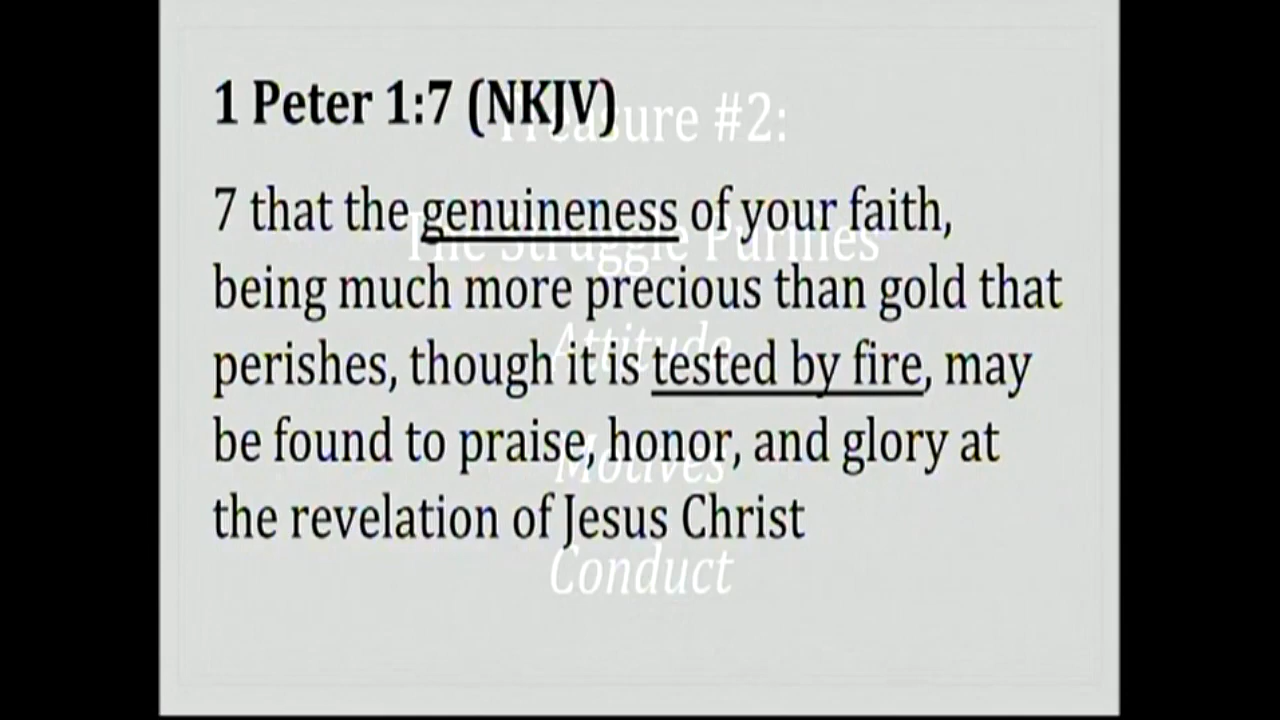 1 Peter 1:7 (NKJV)
Treasure #2:
7 that the genuineness of your faith,
The Struggle Purifies
being much more precious than gold that
Attitude
perishes, though it is tested by fire, may
be found to praise, honor, and glory at
Motives
the revelation of Jesus Christ
Conduct